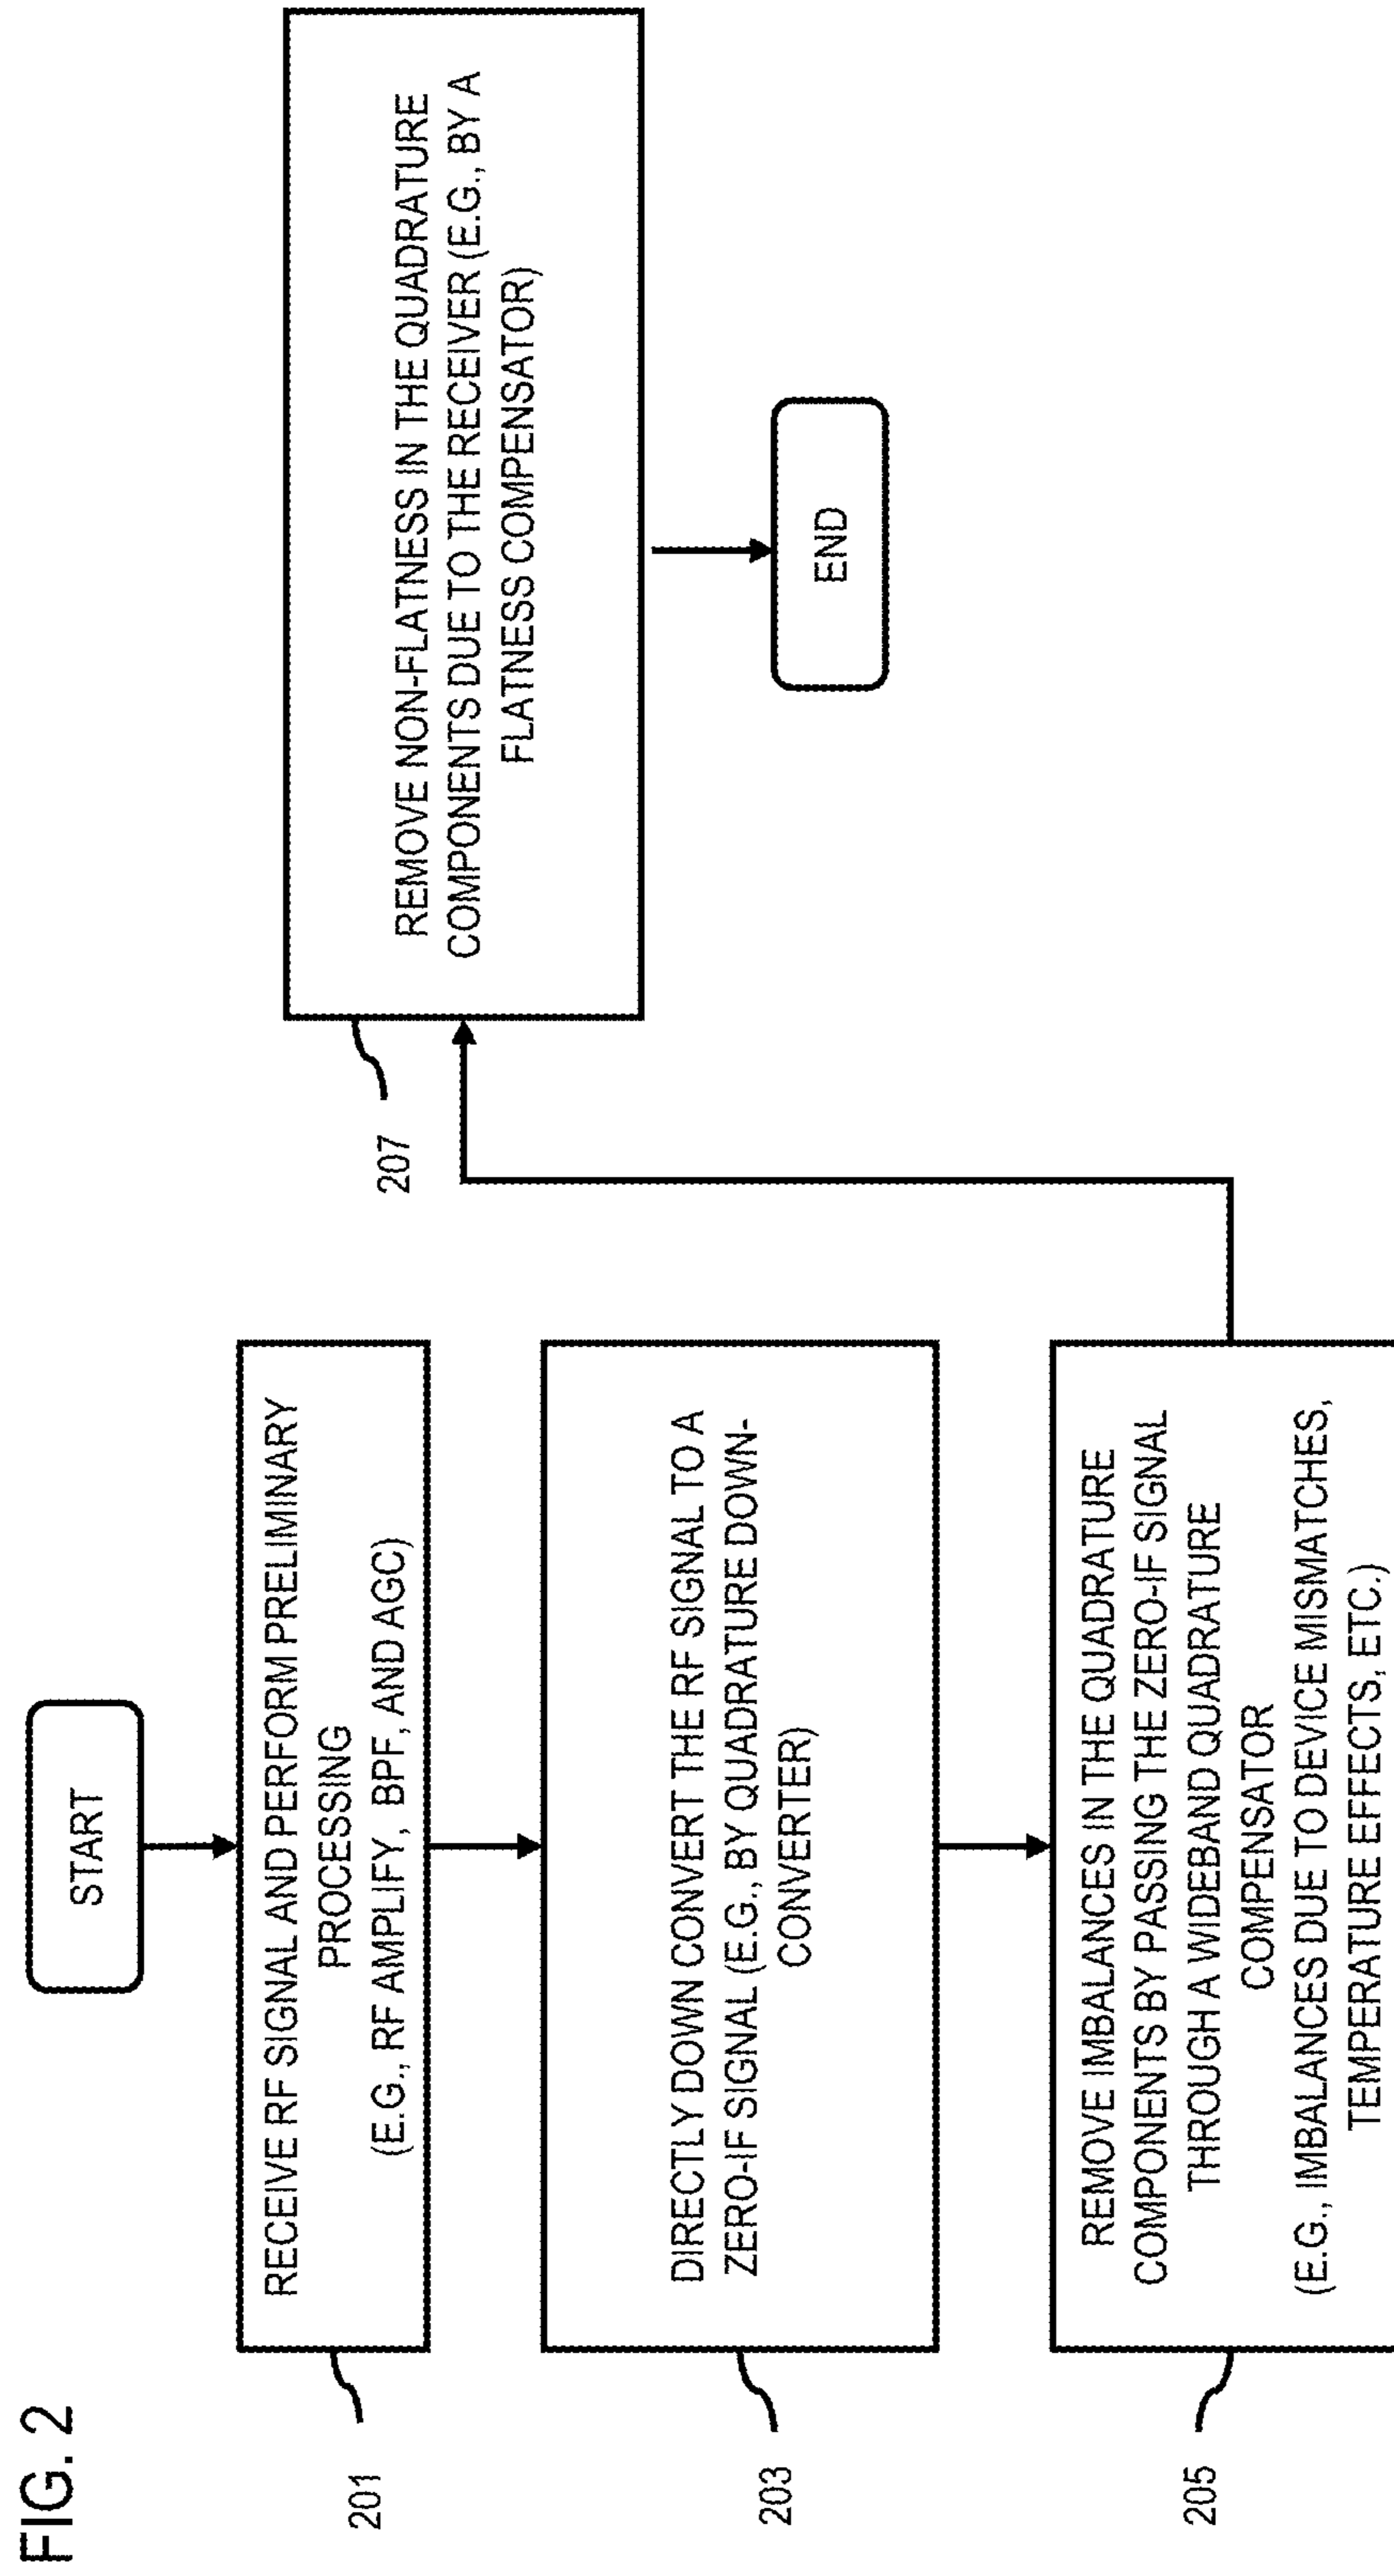 FIG. 2
START
201
RECEIVE RF SIGNAL AND PERFORM PRELIMINARY
PROCESSING
(E.G., RF AMPLIFY, BPF, AND AGC)
203
DIRECTLY DOWN CONVERT THE RF SIGNAL TO A
ZERO-IF SIGNAL (E.G., BY QUADRATURE DOWN-
CONVERTER)
205
REMOVE IMBALANCES IN THE QUADRATURE
COMPONENTS BY PASSING THE ZERO-IF SIGNAL
THROUGH A WIDEBAND QUADRATURE
COMPENSATOR
(E.G., IMBALANCES DUE TO DEVICE MISMATCHES,
TEMPERATURE EFFECTS, ETC.)
207
REMOVE NON-FLATNESS IN THE QUADRATURE
COMPONENTS DUE TO THE RECEIVER (E.G., BY A
FLATNESS COMPENSATOR)
END